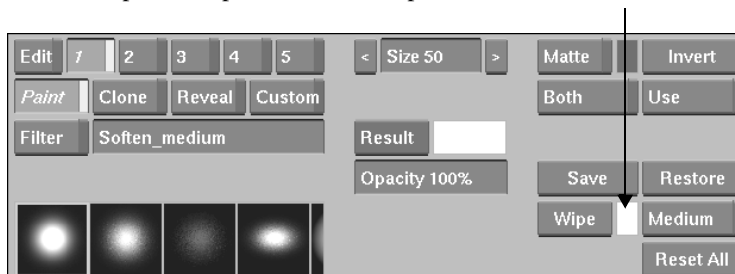 Edit 1 2 3 4 5 < Size 50 > Matte Invert
Paint Clone Reveal Custom Both Use
Filter Soften_medium Result
Opacity 100% Save Restore
Wipe Medium
Reset All